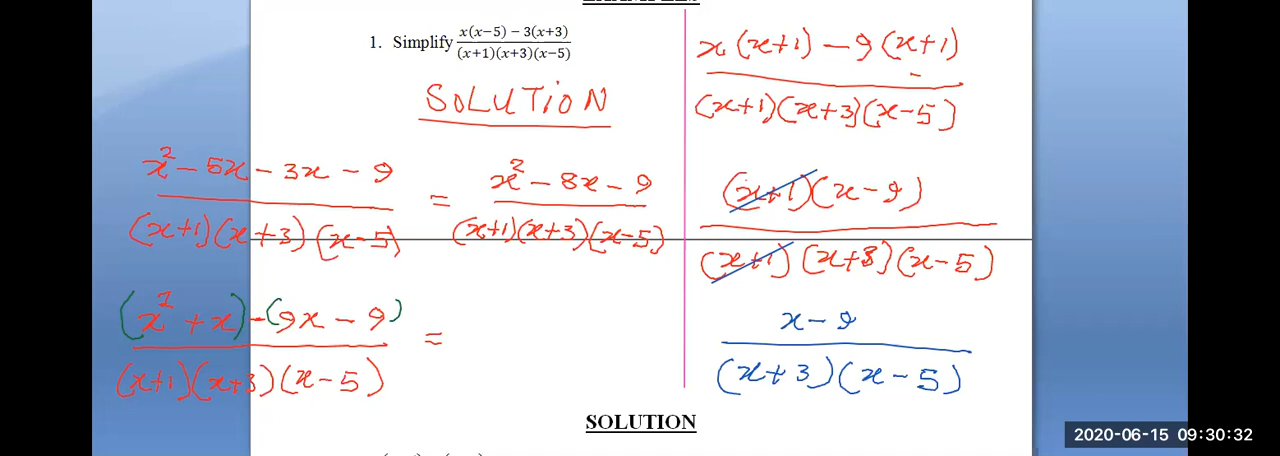 EXAMPLES
1. Simplify x(x−5) − 3(x+3) / (x+1)(x+3)(x−5)
SOLUTION
x² − 5x − 3x − 9 / (x+1)(x+3)(x−5) = x² − 8x − 9 / (x+1)(x+3)(x−5)
(x² + x) − (9x − 9) / (x+1)(x+3)(x−5) =
x(x+1) − 9(x+1) / (x+1)(x+3)(x−5)
(x+1)(x−9) / (x+1)(x+3)(x−5)
x − 9 / (x+3)(x−5)
SOLUTION
2020-06-15 09:30:32